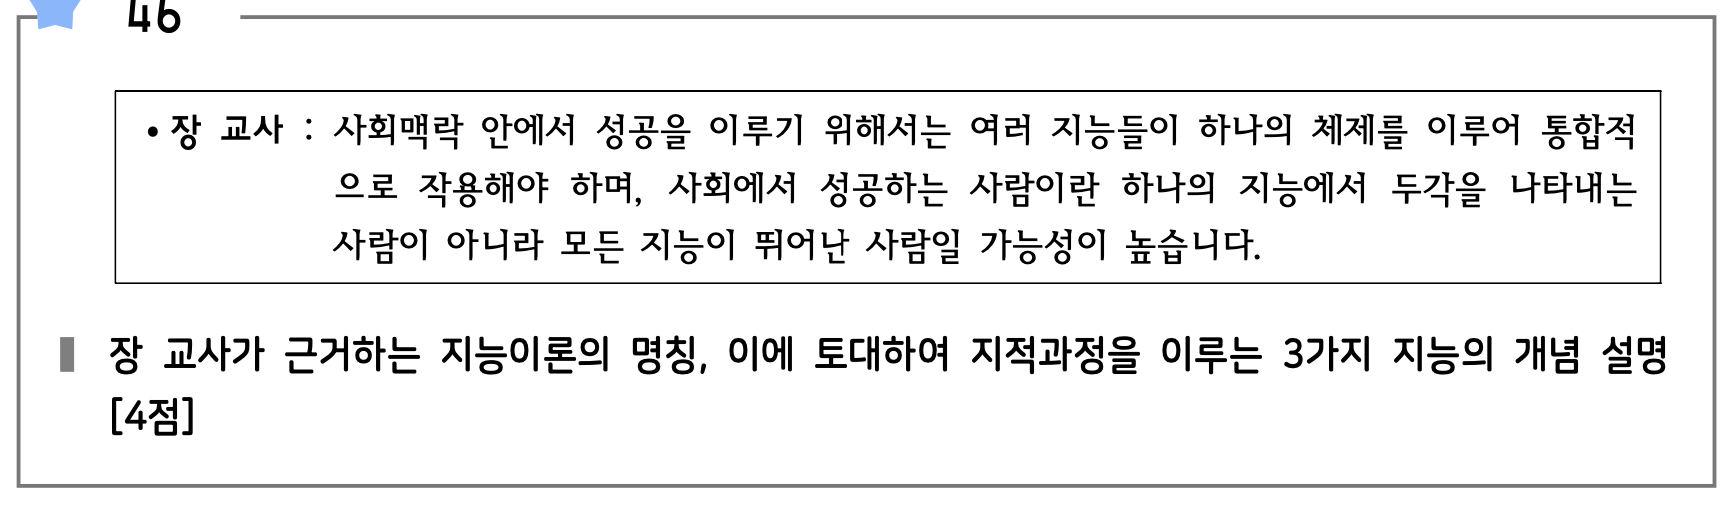 46
• 장 교사 : 사회맥락 안에서 성공을 이루기 위해서는 여러 지능들이 하나의 체제를 이루어 통합적
으로 작용해야 하며, 사회에서 성공하는 사람이란 하나의 지능에서 두각을 나타내는
사람이 아니라 모든 지능이 뛰어난 사람일 가능성이 높습니다.
장 교사가 근거하는 지능이론의 명칭, 이에 토대하여 지적과정을 이루는 3가지 지능의 개념 설명
[4점]